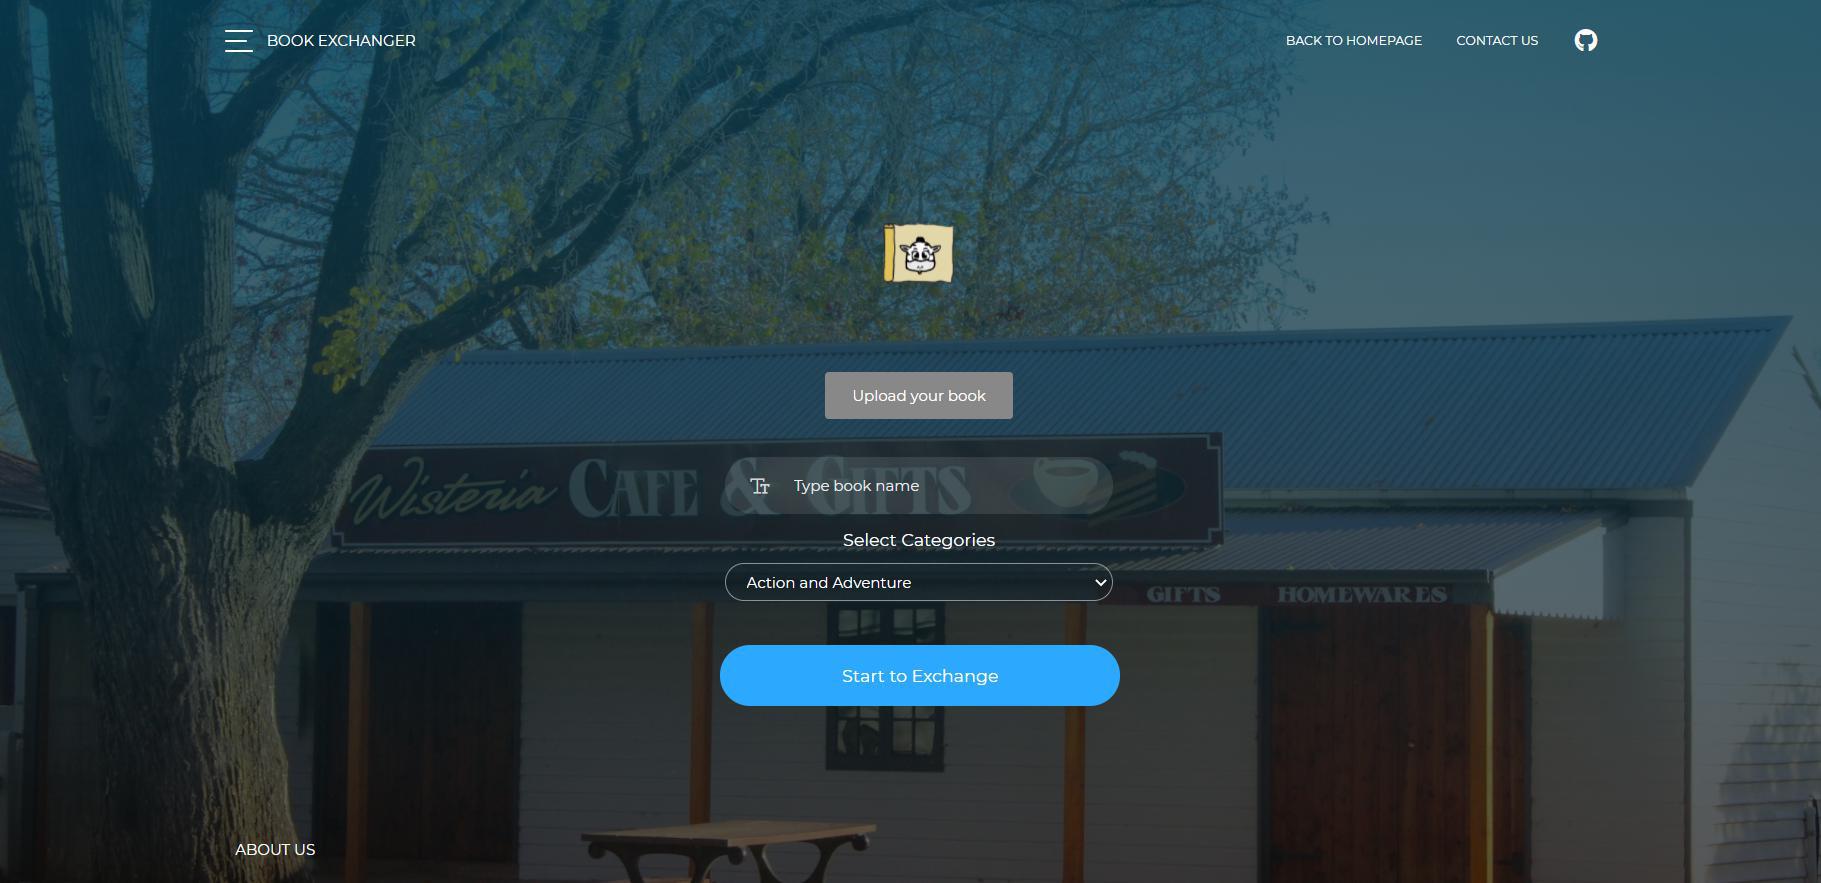 BOOK EXCHANGER
BACK TO HOMEPAGE
CONTACT US
Upload your book
Wisteria CAFE & GIFTS
Type book name
Select Categories
Action and Adventure
GIFTS HOMEWARES
Start to Exchange
ABOUT US